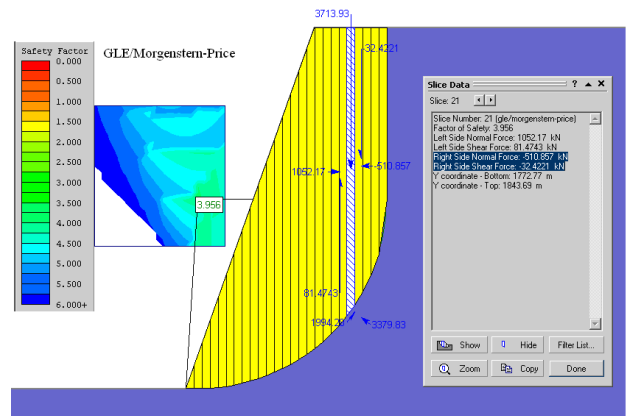 3713.93
Safety Factor
0.000
0.500
1.000
1.500
2.000
2.500
3.000
3.500
4.000
4.500
5.000
5.500
6.000+
GLE/Morgenstern-Price
-32.4221
1052.17
-510.857
3.956
81.4743
1994.28
3379.83
Slice Data
?
Slice: 21
Slice Number: 21 (gle/morgenstern-price)
Factor of Safety: 3.956
Left Side Normal Force: 1052.17 kN
Left Side Shear Force: 81.4743 kN
Right Side Normal Force: -510.857 kN
Right Side Shear Force: -32.4221 kN
Y coordinate - Bottom: 1772.77 m
Y coordinate - Top: 1843.69 m
Show
Hide
Filter List...
Zoom
Copy
Done